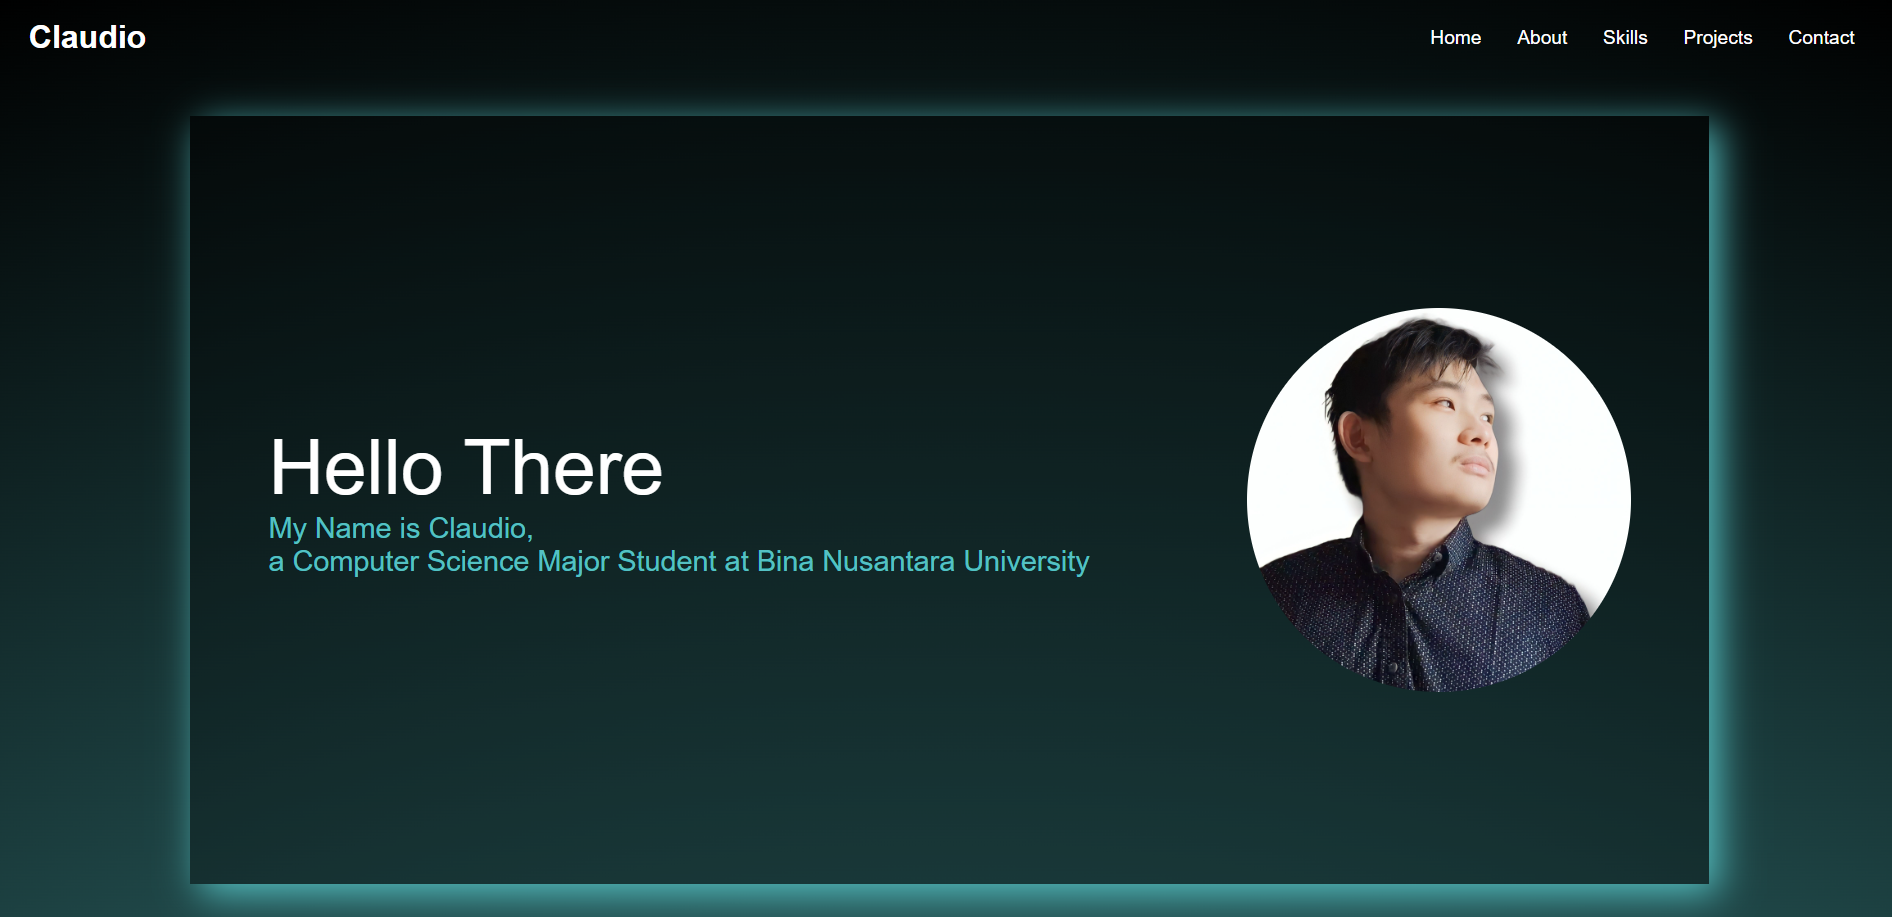 Claudio
Home About Skills Projects Contact
Hello There
My Name is Claudio,
a Computer Science Major Student at Bina Nusantara University